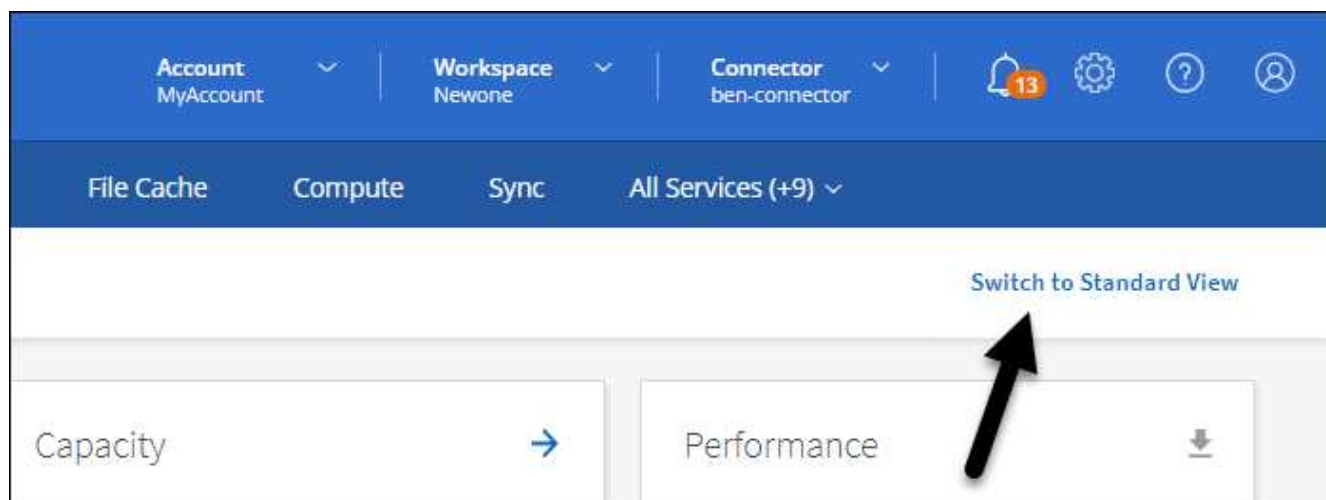 Account
MyAccount
Workspace
Newone
Connector
ben-connector
13
?
File Cache Compute Sync All Services (+9)
Switch to Standard View
Capacity
Performance